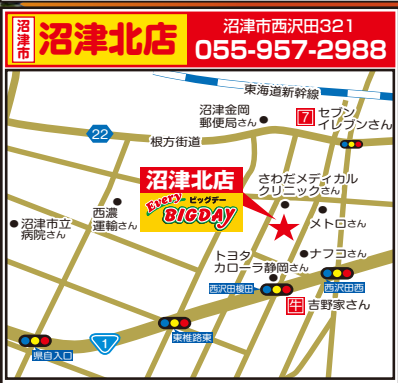 沼津市
沼津北店
沼津市西沢田321
055-957-2988
東海道新幹線
沼津金岡
郵便局さん
7
セブン
イレブンさん
22
根方街道
沼津北店
Every
ビッグデー
BIGDAY
さわだメディカル
クリニックさん
西濃
運輸さん
メトロさん
沼津市立
病院さん
トヨタ
カローラ静岡さん
ナフコさん
西沢田榎田
西沢田西
牛
吉野家さん
東椎路東
1
県自入口